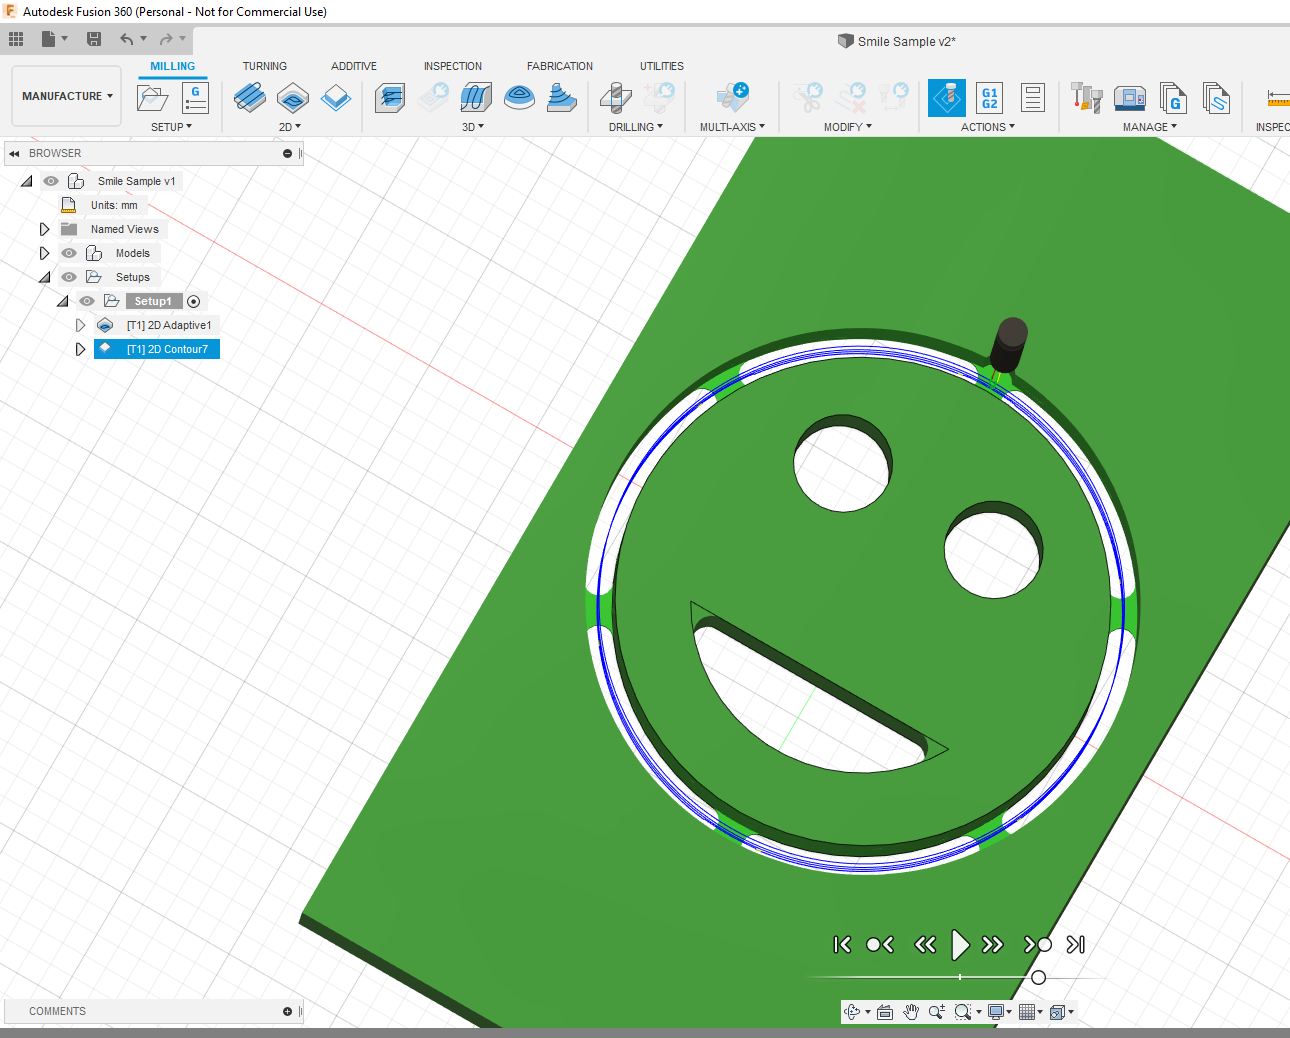 Autodesk Fusion 360 (Personal - Not for Commercial Use)
Smile Sample v2*
MILLING TURNING ADDITIVE INSPECTION FABRICATION UTILITIES
MANUFACTURE
G
G1
G2
G
SETUP 2D 3D DRILLING MULTI-AXIS MODIFY ACTIONS MANAGE INSPEC
BROWSER
Smile Sample v1
Units: mm
Named Views
Models
Setups
Setup1
[T1] 2D Adaptive1
[T1] 2D Contour7
COMMENTS